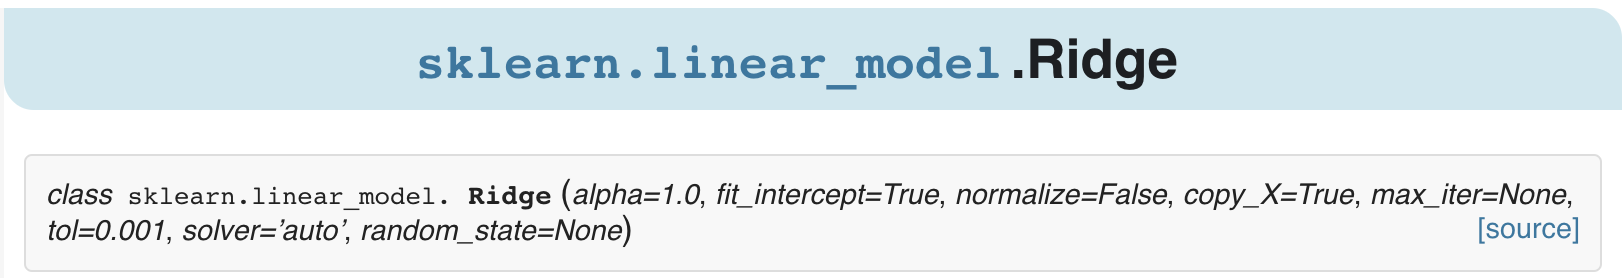 sklearn.linear_model.Ridge
class sklearn.linear_model. Ridge (alpha=1.0, fit_intercept=True, normalize=False, copy_X=True, max_iter=None,
tol=0.001, solver=’auto’, random_state=None) [source]